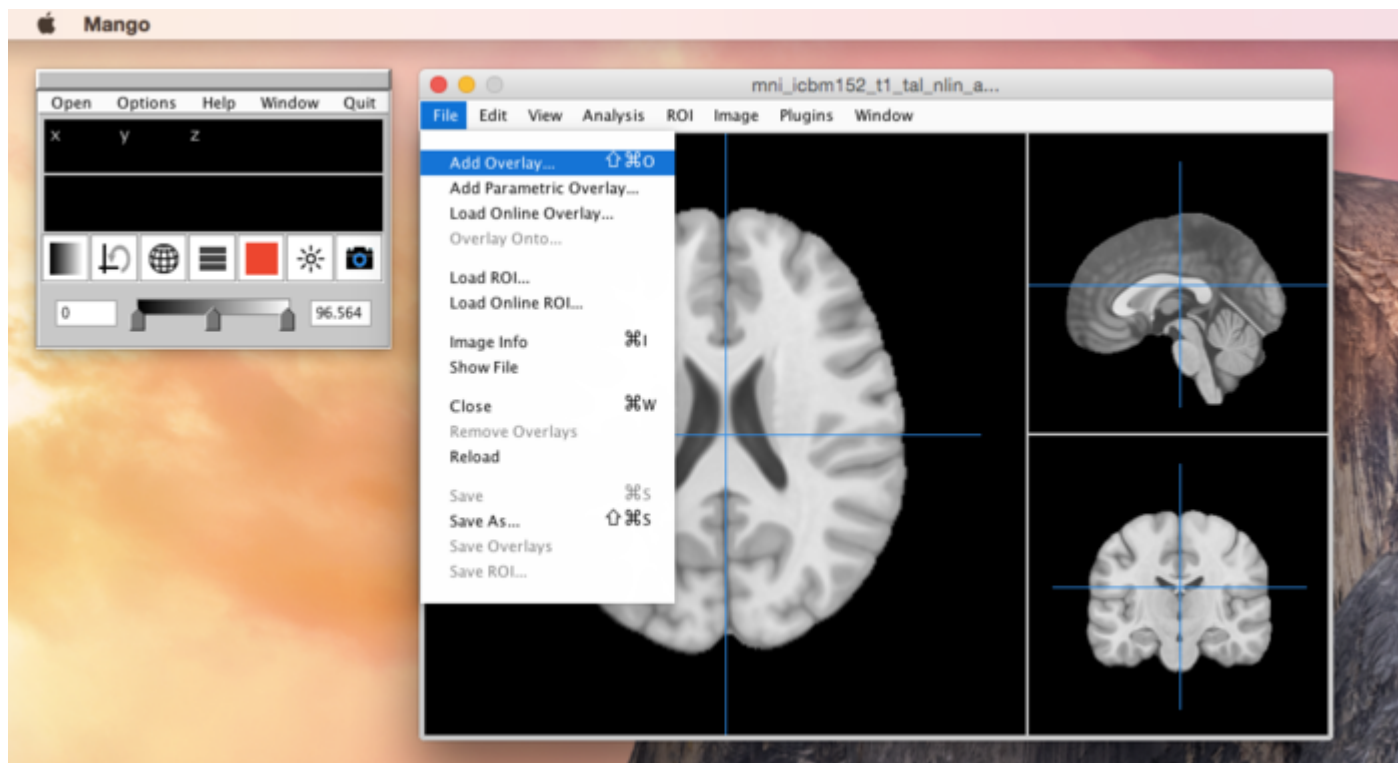 Mango
Open Options Help Window Quit
x y z
0 96.564
mni_icbm152_t1_tal_nlin_a...
File Edit View Analysis ROI Image Plugins Window
Add Overlay... ⇧⌘O
Add Parametric Overlay...
Load Online Overlay...
Overlay Onto...
Load ROI...
Load Online ROI...
Image Info ⌘I
Show File
Close ⌘W
Remove Overlays
Reload
Save ⌘S
Save As... ⇧⌘S
Save Overlays
Save ROI...